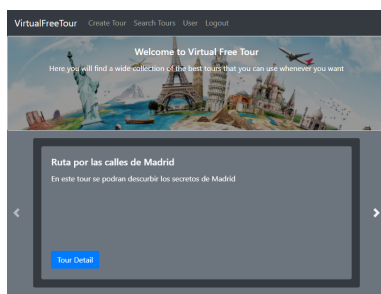 VirtualFreeTour Create Tour Search Tours User Logout
Welcome to Virtual Free Tour
Here you will find a wide collection of the best tours that you can use whenever you want
Ruta por las calles de Madrid
En este tour se podran descurbir los secretos de Madrid
Tour Detail